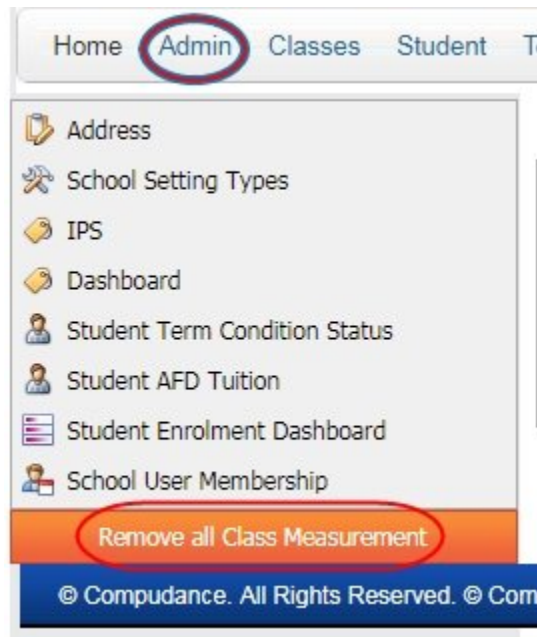 Home Admin Classes Student
Address
School Setting Types
IPS
Dashboard
Student Term Condition Status
Student AFD Tuition
Student Enrolment Dashboard
School User Membership
Remove all Class Measurement
© Compudance. All Rights Reserved. ©